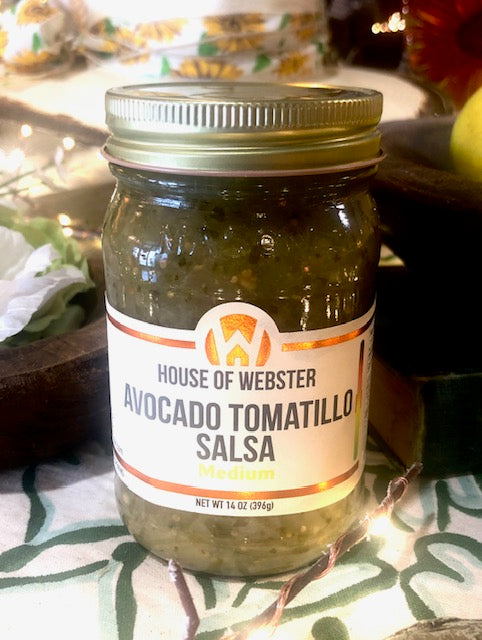 W
HOUSE OF WEBSTER
AVOCADO TOMATILLO
SALSA
Medium
NET WT 14 OZ (396g)